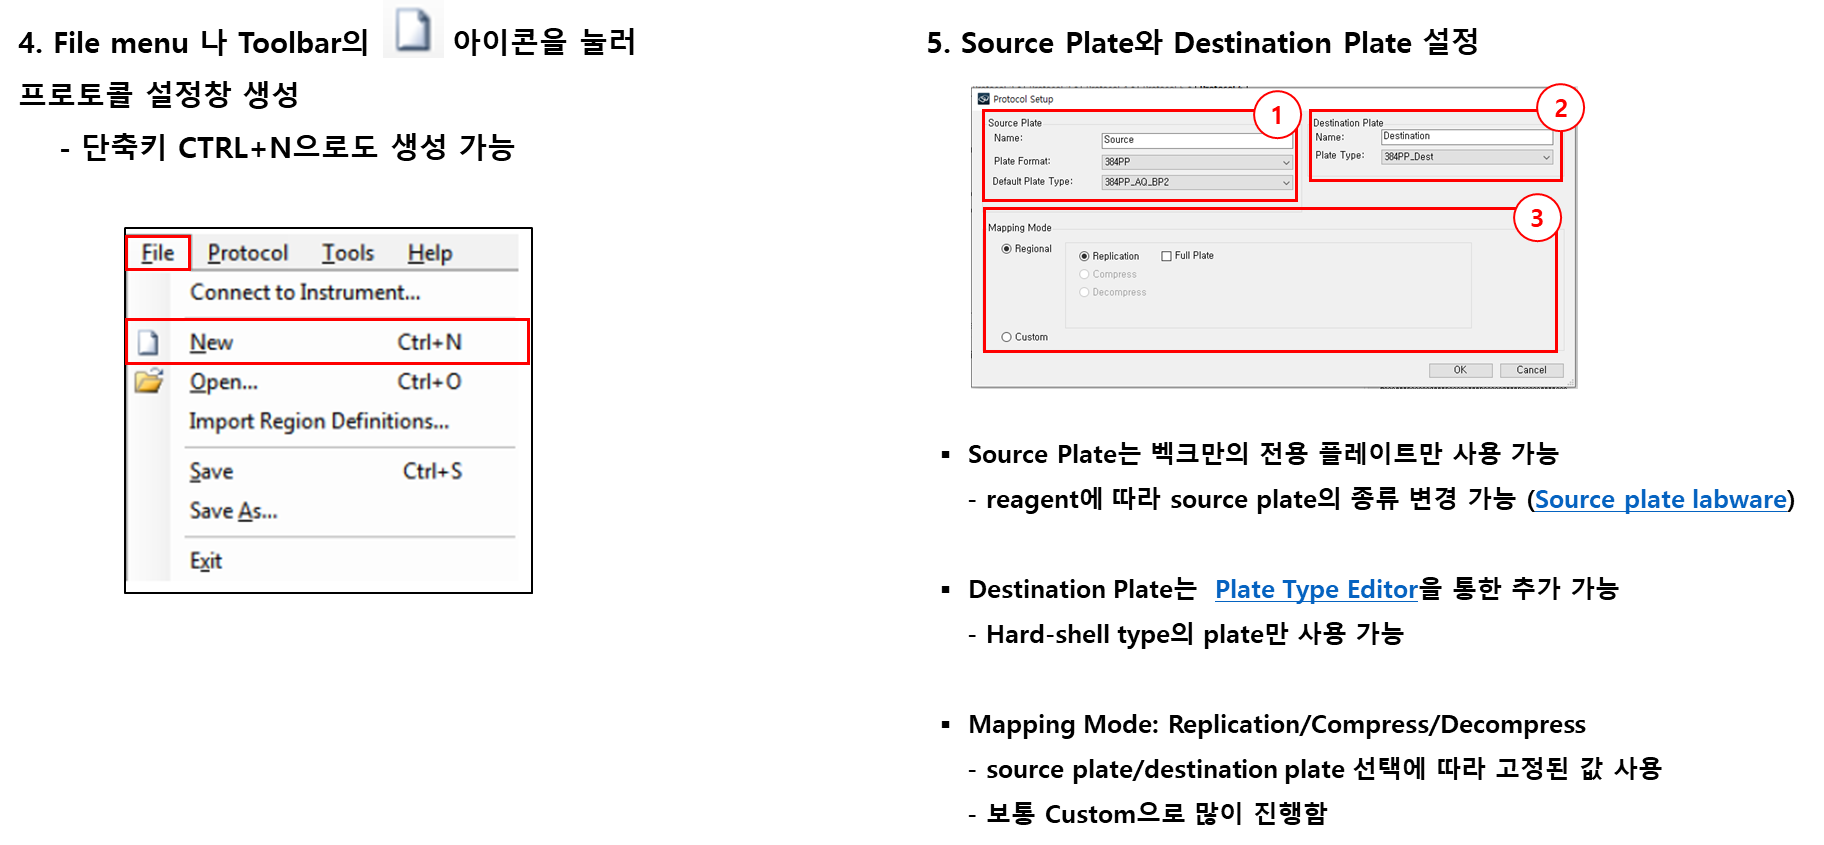 4. File menu 나 Toolbar의 아이콘을 눌러
프로토콜 설정창 생성
- 단축키 CTRL+N으로도 생성 가능
File Protocol Tools Help
Connect to Instrument...
New Ctrl+N
Open... Ctrl+O
Import Region Definitions...
Save Ctrl+S
Save As...
Exit
5. Source Plate와 Destination Plate 설정
Protocol Setup
1
2
Source Plate
Name: Source
Plate Format: 384PP
Default Plate Type: 384PP_AQ_BP2
Destination Plate
Name: Destination
Plate Type: 384PP_Dest
3
Mapping Mode
Regional
Replication Full Plate
Compress
Decompress
Custom
OK Cancel
▪ Source Plate는 벡크만의 전용 플레이트만 사용 가능
- reagent에 따라 source plate의 종류 변경 가능 (Source plate labware)
▪ Destination Plate는 Plate Type Editor을 통한 추가 가능
- Hard-shell type의 plate만 사용 가능
▪ Mapping Mode: Replication/Compress/Decompress
- source plate/destination plate 선택에 따라 고정된 값 사용
- 보통 Custom으로 많이 진행함